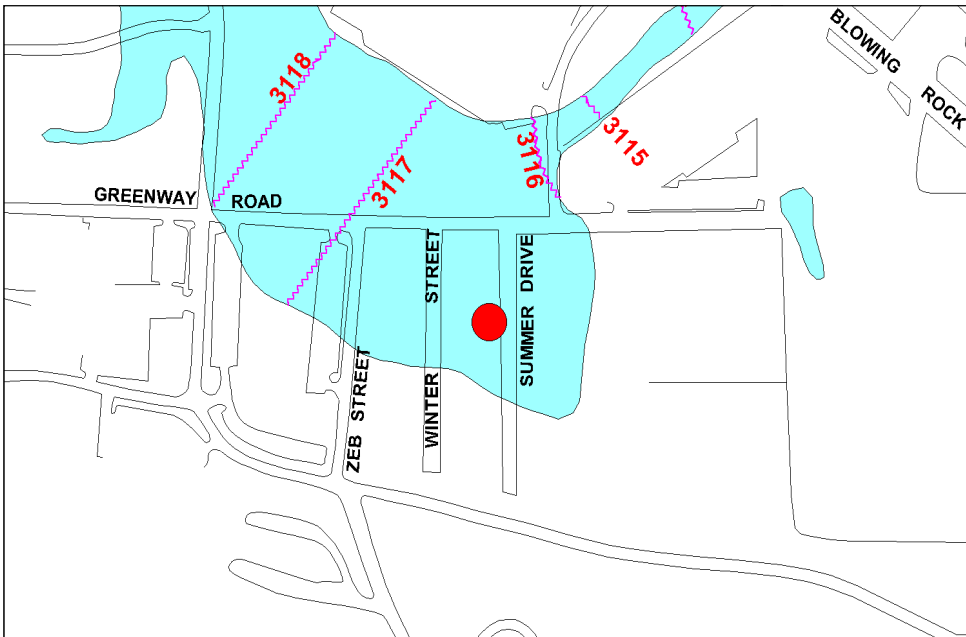 BLOWING
ROCK
3118
3115
3116
3117
GREENWAY ROAD
WINTER STREET
SUMMER DRIVE
ZEB STREET